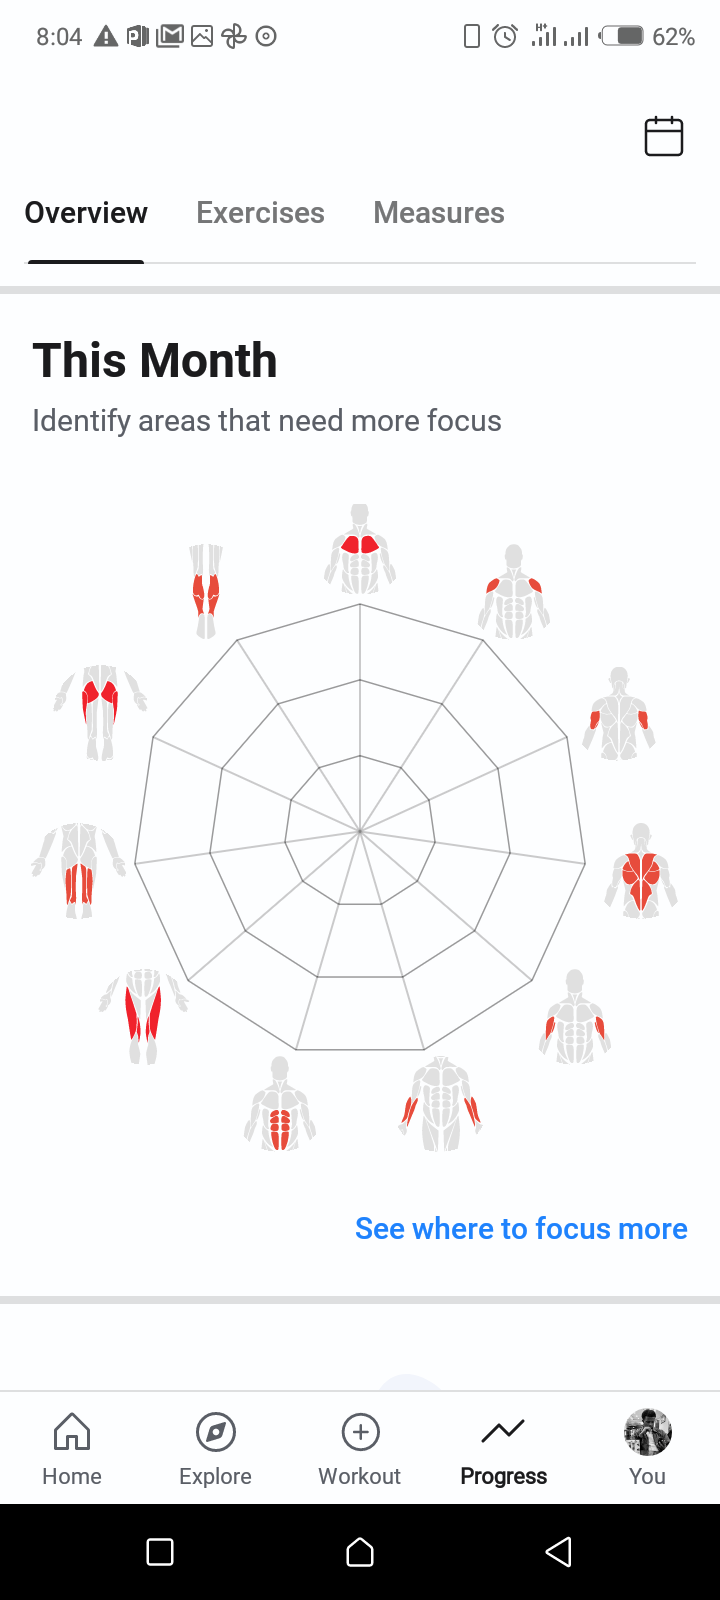 8:04
H+
62%
Overview Exercises Measures
This Month
Identify areas that need more focus
See where to focus more
Home Explore Workout Progress You